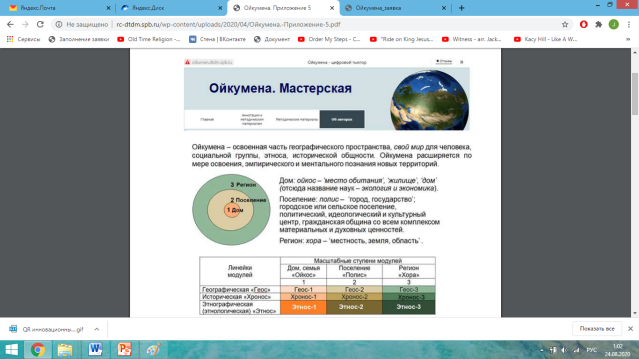 Яндекс.Почта
Яндекс.Диск
Ойкумена. Приложение 5
Ойкумена_заявка
Не защищено | rc-dtdm.spb.ru/wp-content/uploads/2020/04/Ойкумена.-Приложение-5.pdf
Сервисы
Заполнение заявки
Old Time Religion -...
Стена | ВКонтакте
Документ
Order My Steps - C...
"Ride on King Jesus...
Witness - arr. Jack...
Kacy Hill - Like A W...
Ойкумена - цифровой тьютор
Ойкумена. Мастерская
Главная
Методические материалы
Об авторах
Ойкумена – освоенная часть географического пространства, свой мир для человека,
социальной группы, этноса, исторической общности. Ойкумена расширяется по
мере освоения, эмпирического и ментального познания новых территорий.
3 Регион
2 Поселение
1 Дом
Дом: ойкос – 'место обитания', 'жилище', 'дом'
(отсюда название наук – экология и экономика).
Поселение: полис – 'город, государство';
городское или сельское поселение,
политический, идеологический и культурный
центр, гражданская община со всем комплексом
материальных и духовных ценностей.
Регион: хора – 'местность, земля, область'.
Линейки модулей
Масштабные ступени модулей
Дом, семья «Ойкос»
Поселение «Полис»
Регион «Хора»
1 2 3
Географическая «Геос» Геос-1 Геос-2 Геос-3
Историческая «Хронос» Хронос-1 Хронос-2 Хронос-3
Этнографическая (этнологическая) «Этнос» Этнос-1 Этнос-2 Этнос-3
QR инновационны....gif
Показать все
РУС
1:02
24.08.2020